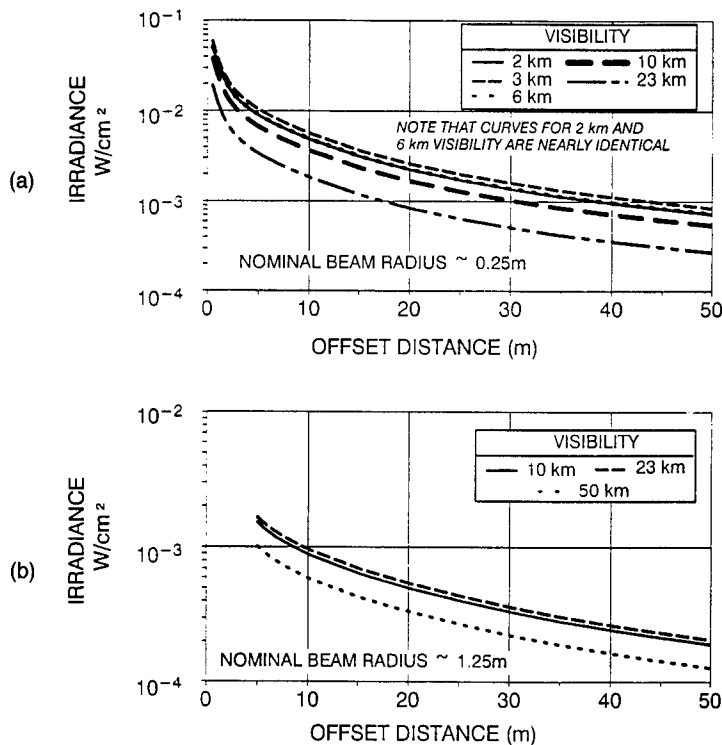 (a)
IRRADIANCE
W/cm²
10⁻¹
10⁻²
10⁻³
10⁻⁴
VISIBILITY
2 km
10 km
3 km
23 km
6 km
NOTE THAT CURVES FOR 2 km AND
6 km VISIBILITY ARE NEARLY IDENTICAL
NOMINAL BEAM RADIUS ~ 0.25m
0 10 20 30 40 50
OFFSET DISTANCE (m)
(b)
IRRADIANCE
W/cm²
10⁻²
10⁻³
10⁻⁴
VISIBILITY
10 km 23 km
50 km
NOMINAL BEAM RADIUS ~ 1.25m
0 10 20 30 40 50
OFFSET DISTANCE (m)